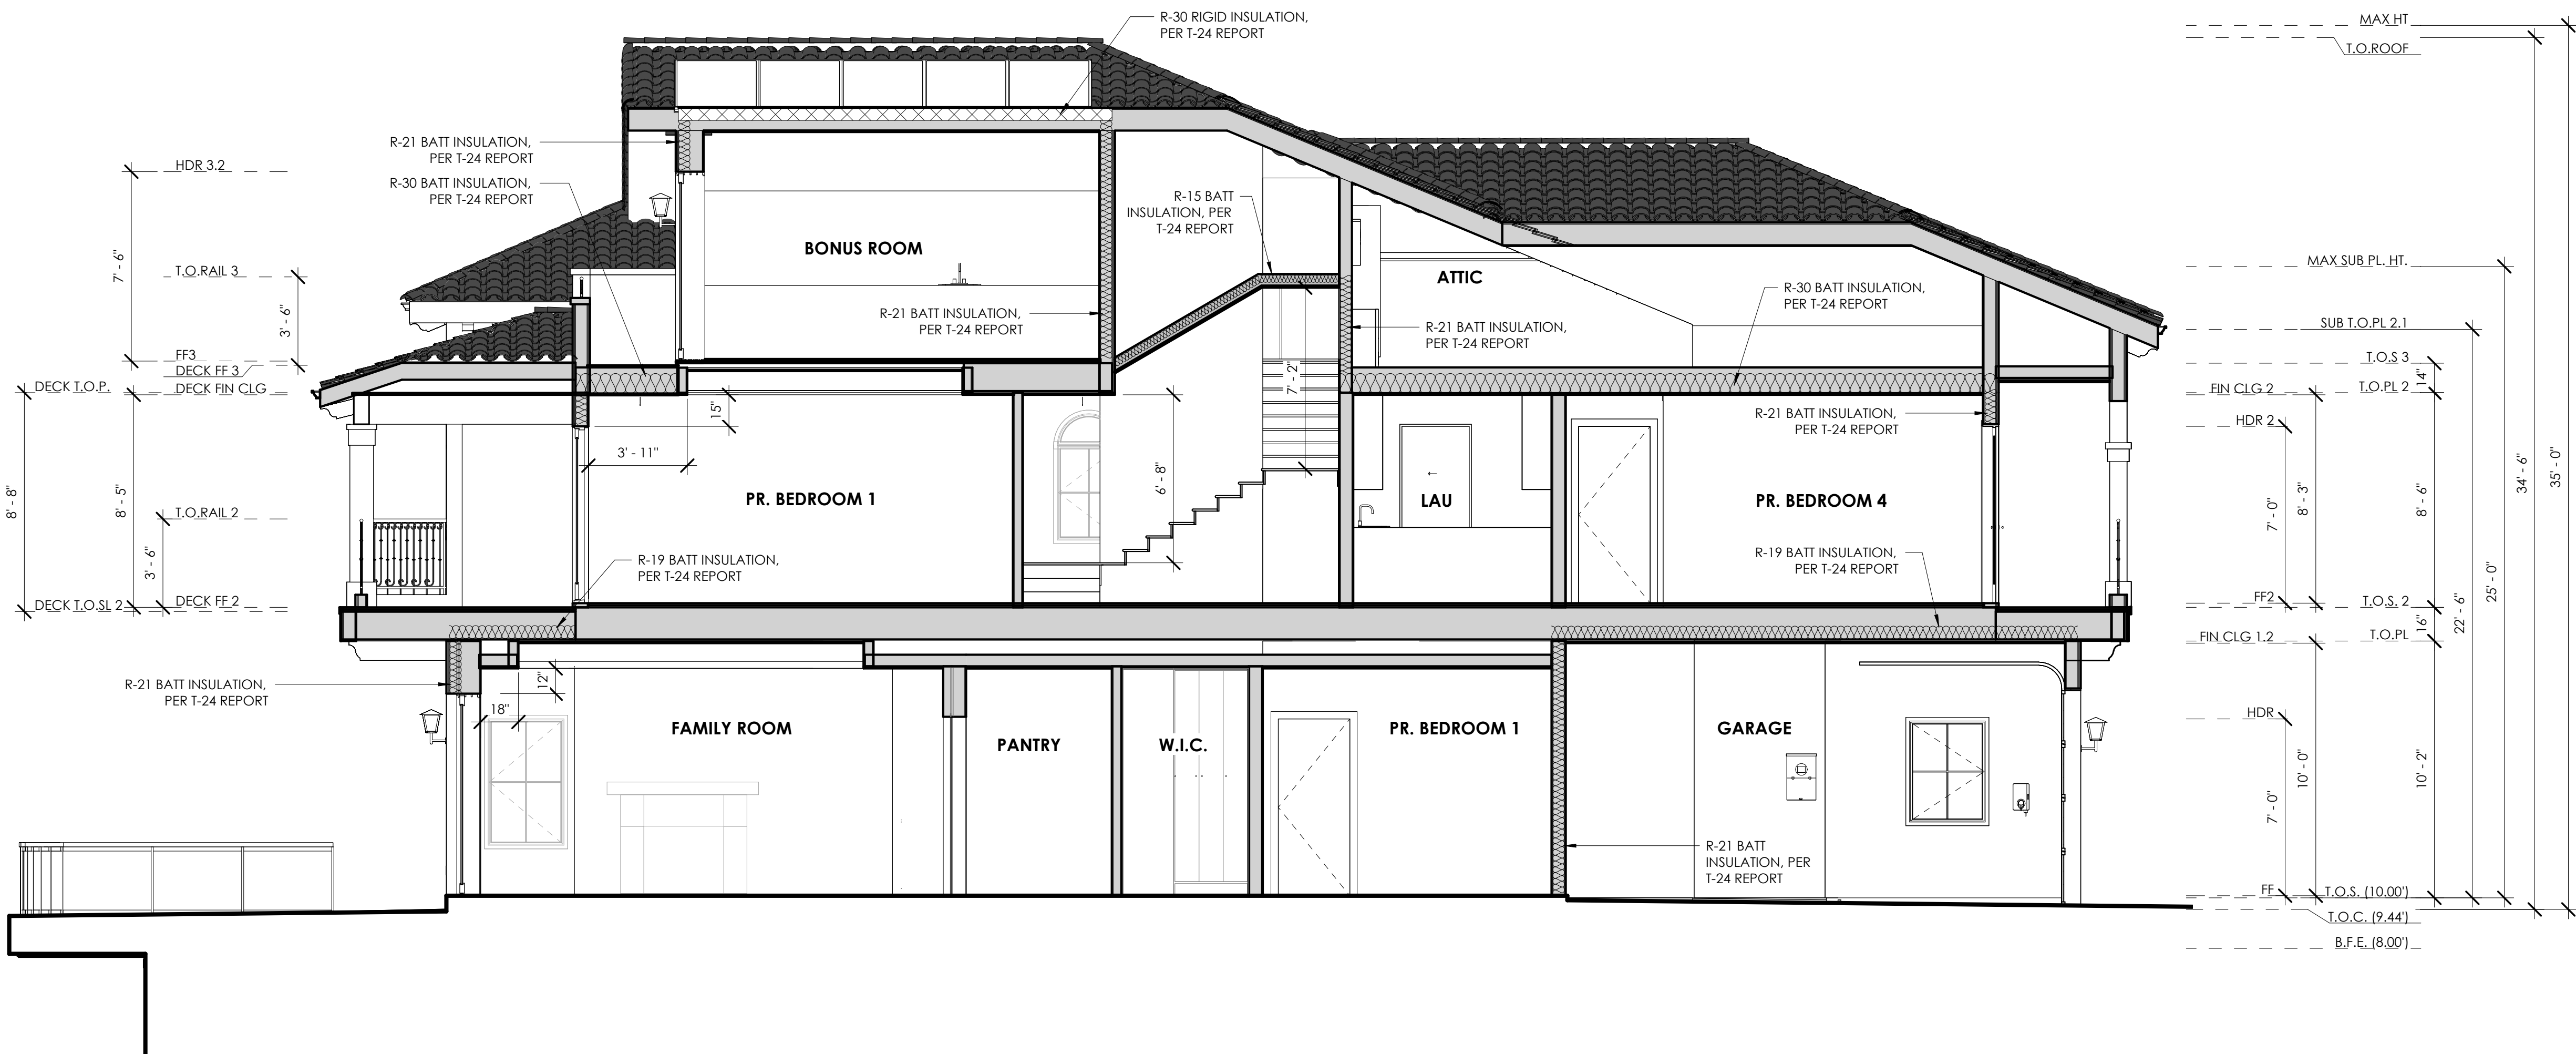 R-30 RIGID INSULATION,
PER T-24 REPORT
MAX HT
T.O.ROOF
R-21 BATT INSULATION,
PER T-24 REPORT
HDR 3.2
R-30 BATT INSULATION,
PER T-24 REPORT
R-15 BATT
INSULATION, PER
T-24 REPORT
7' - 6"
BONUS ROOM
T.O.RAIL 3
3' - 6"
ATTIC
MAX SUB PL. HT.
R-30 BATT INSULATION,
PER T-24 REPORT
R-21 BATT INSULATION,
PER T-24 REPORT
R-21 BATT INSULATION,
PER T-24 REPORT
SUB T.O.PL 2.1
FF3
DECK FF 3
T.O.S 3
DECK T.O.P.
DECK FIN CLG
7' - 2"
14"
FIN CLG 2
T.O.PL 2
15"
R-21 BATT INSULATION,
PER T-24 REPORT
HDR 2
3' - 11"
6' - 8"
8' - 8"
8' - 5"
PR. BEDROOM 1
←
LAU
PR. BEDROOM 4
7' - 0"
8' - 3"
8' - 6"
34' - 6"
35' - 0"
T.O.RAIL 2
3' - 6"
R-19 BATT INSULATION,
PER T-24 REPORT
R-19 BATT INSULATION,
PER T-24 REPORT
25' - 0"
22' - 6"
DECK T.O.SL 2
DECK FF 2
FF2
T.O.S. 2
16"
FIN CLG 1.2
T.O.PL
R-21 BATT INSULATION,
PER T-24 REPORT
12"
18"
FAMILY ROOM
PANTRY
W.I.C.
PR. BEDROOM 1
GARAGE
HDR
7' - 0"
10' - 0"
10' - 2"
R-21 BATT
INSULATION, PER
T-24 REPORT
FF
T.O.S. (10.00')
T.O.C. (9.44')
B.F.E. (8.00')